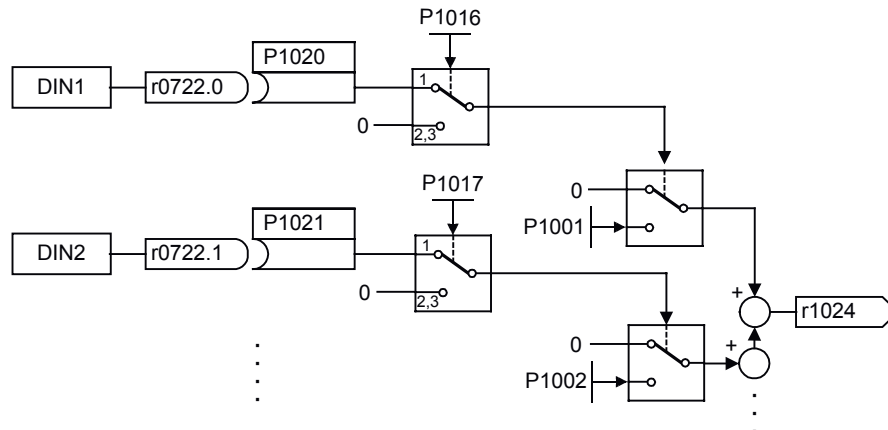 P1016
P1020
DIN1
r0722.0
1
0
2,3
P1017
0
P1001
P1021
DIN2
r0722.1
1
0
2,3
+
r1024
0
+
P1002